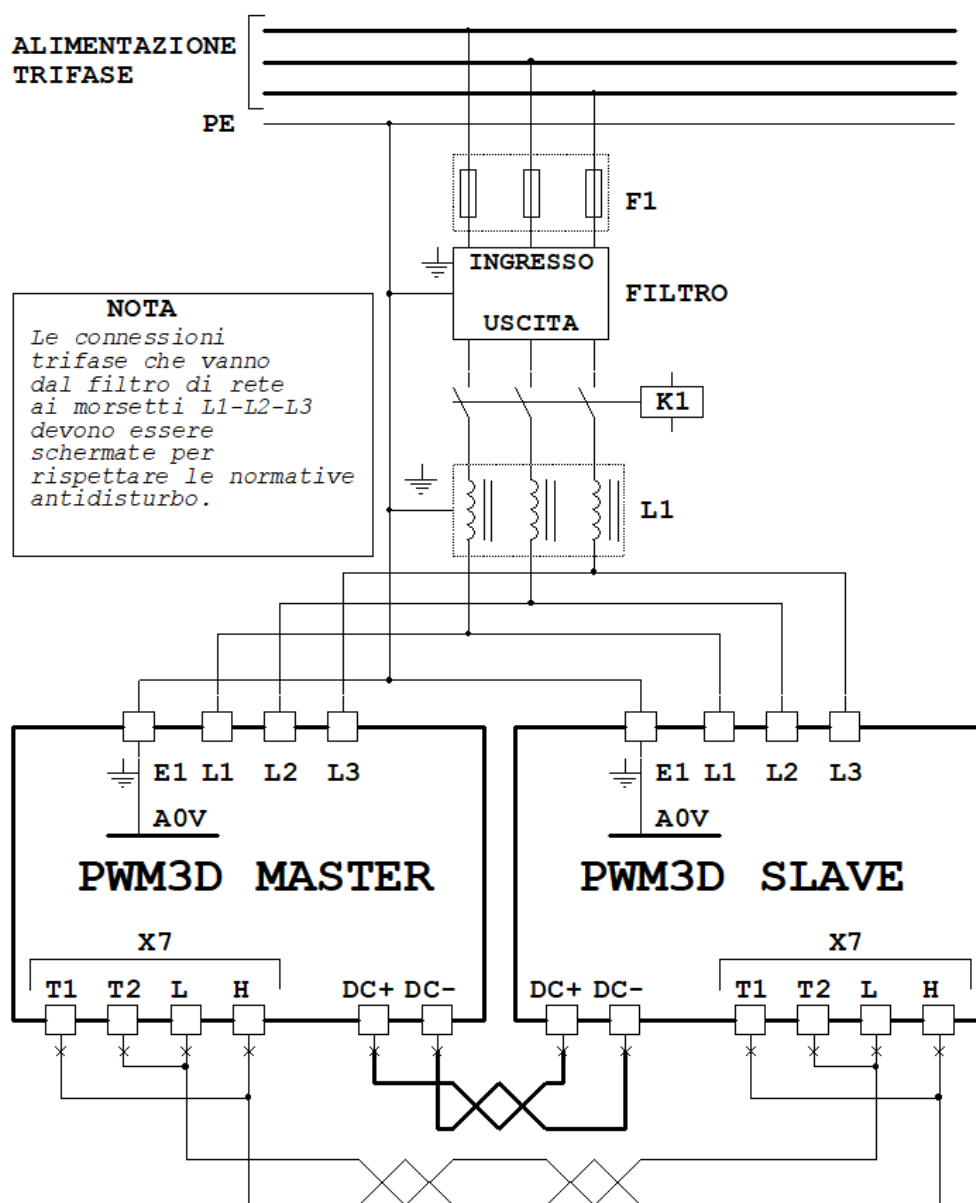 ALIMENTAZIONE
TRIFASE
PE
F1
INGRESSO
FILTRO
USCITA
NOTA
Le connessioni
trifase che vanno
dal filtro di rete
ai morsetti L1-L2-L3
devono essere
schermate per
rispettare le normative
antidisturbo.
K1
L1
E1 L1 L2 L3
E1 L1 L2 L3
A0V
A0V
PWM3D MASTER
PWM3D SLAVE
X7
X7
T1 T2 L H DC+ DC-
DC+ DC- T1 T2 L H